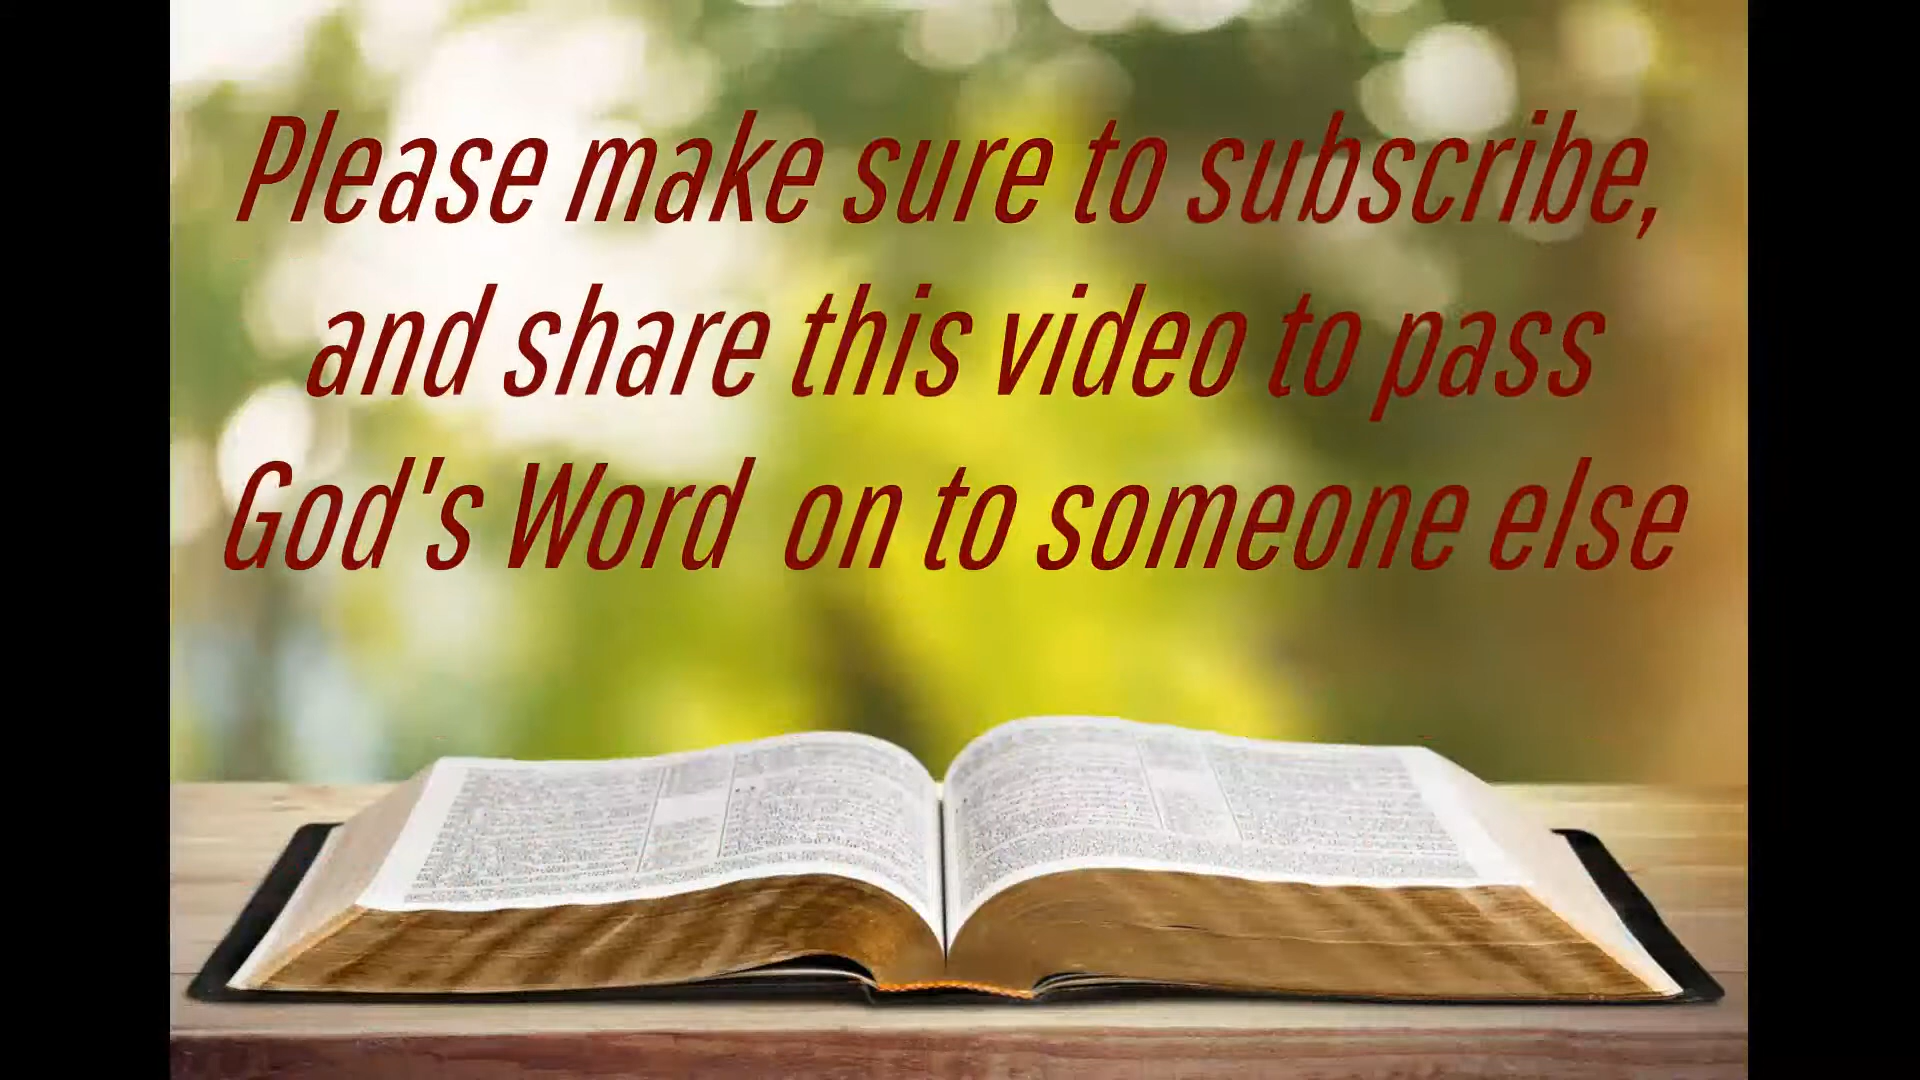 Please make sure to subscribe,
and share this video to pass
God's Word on to someone else